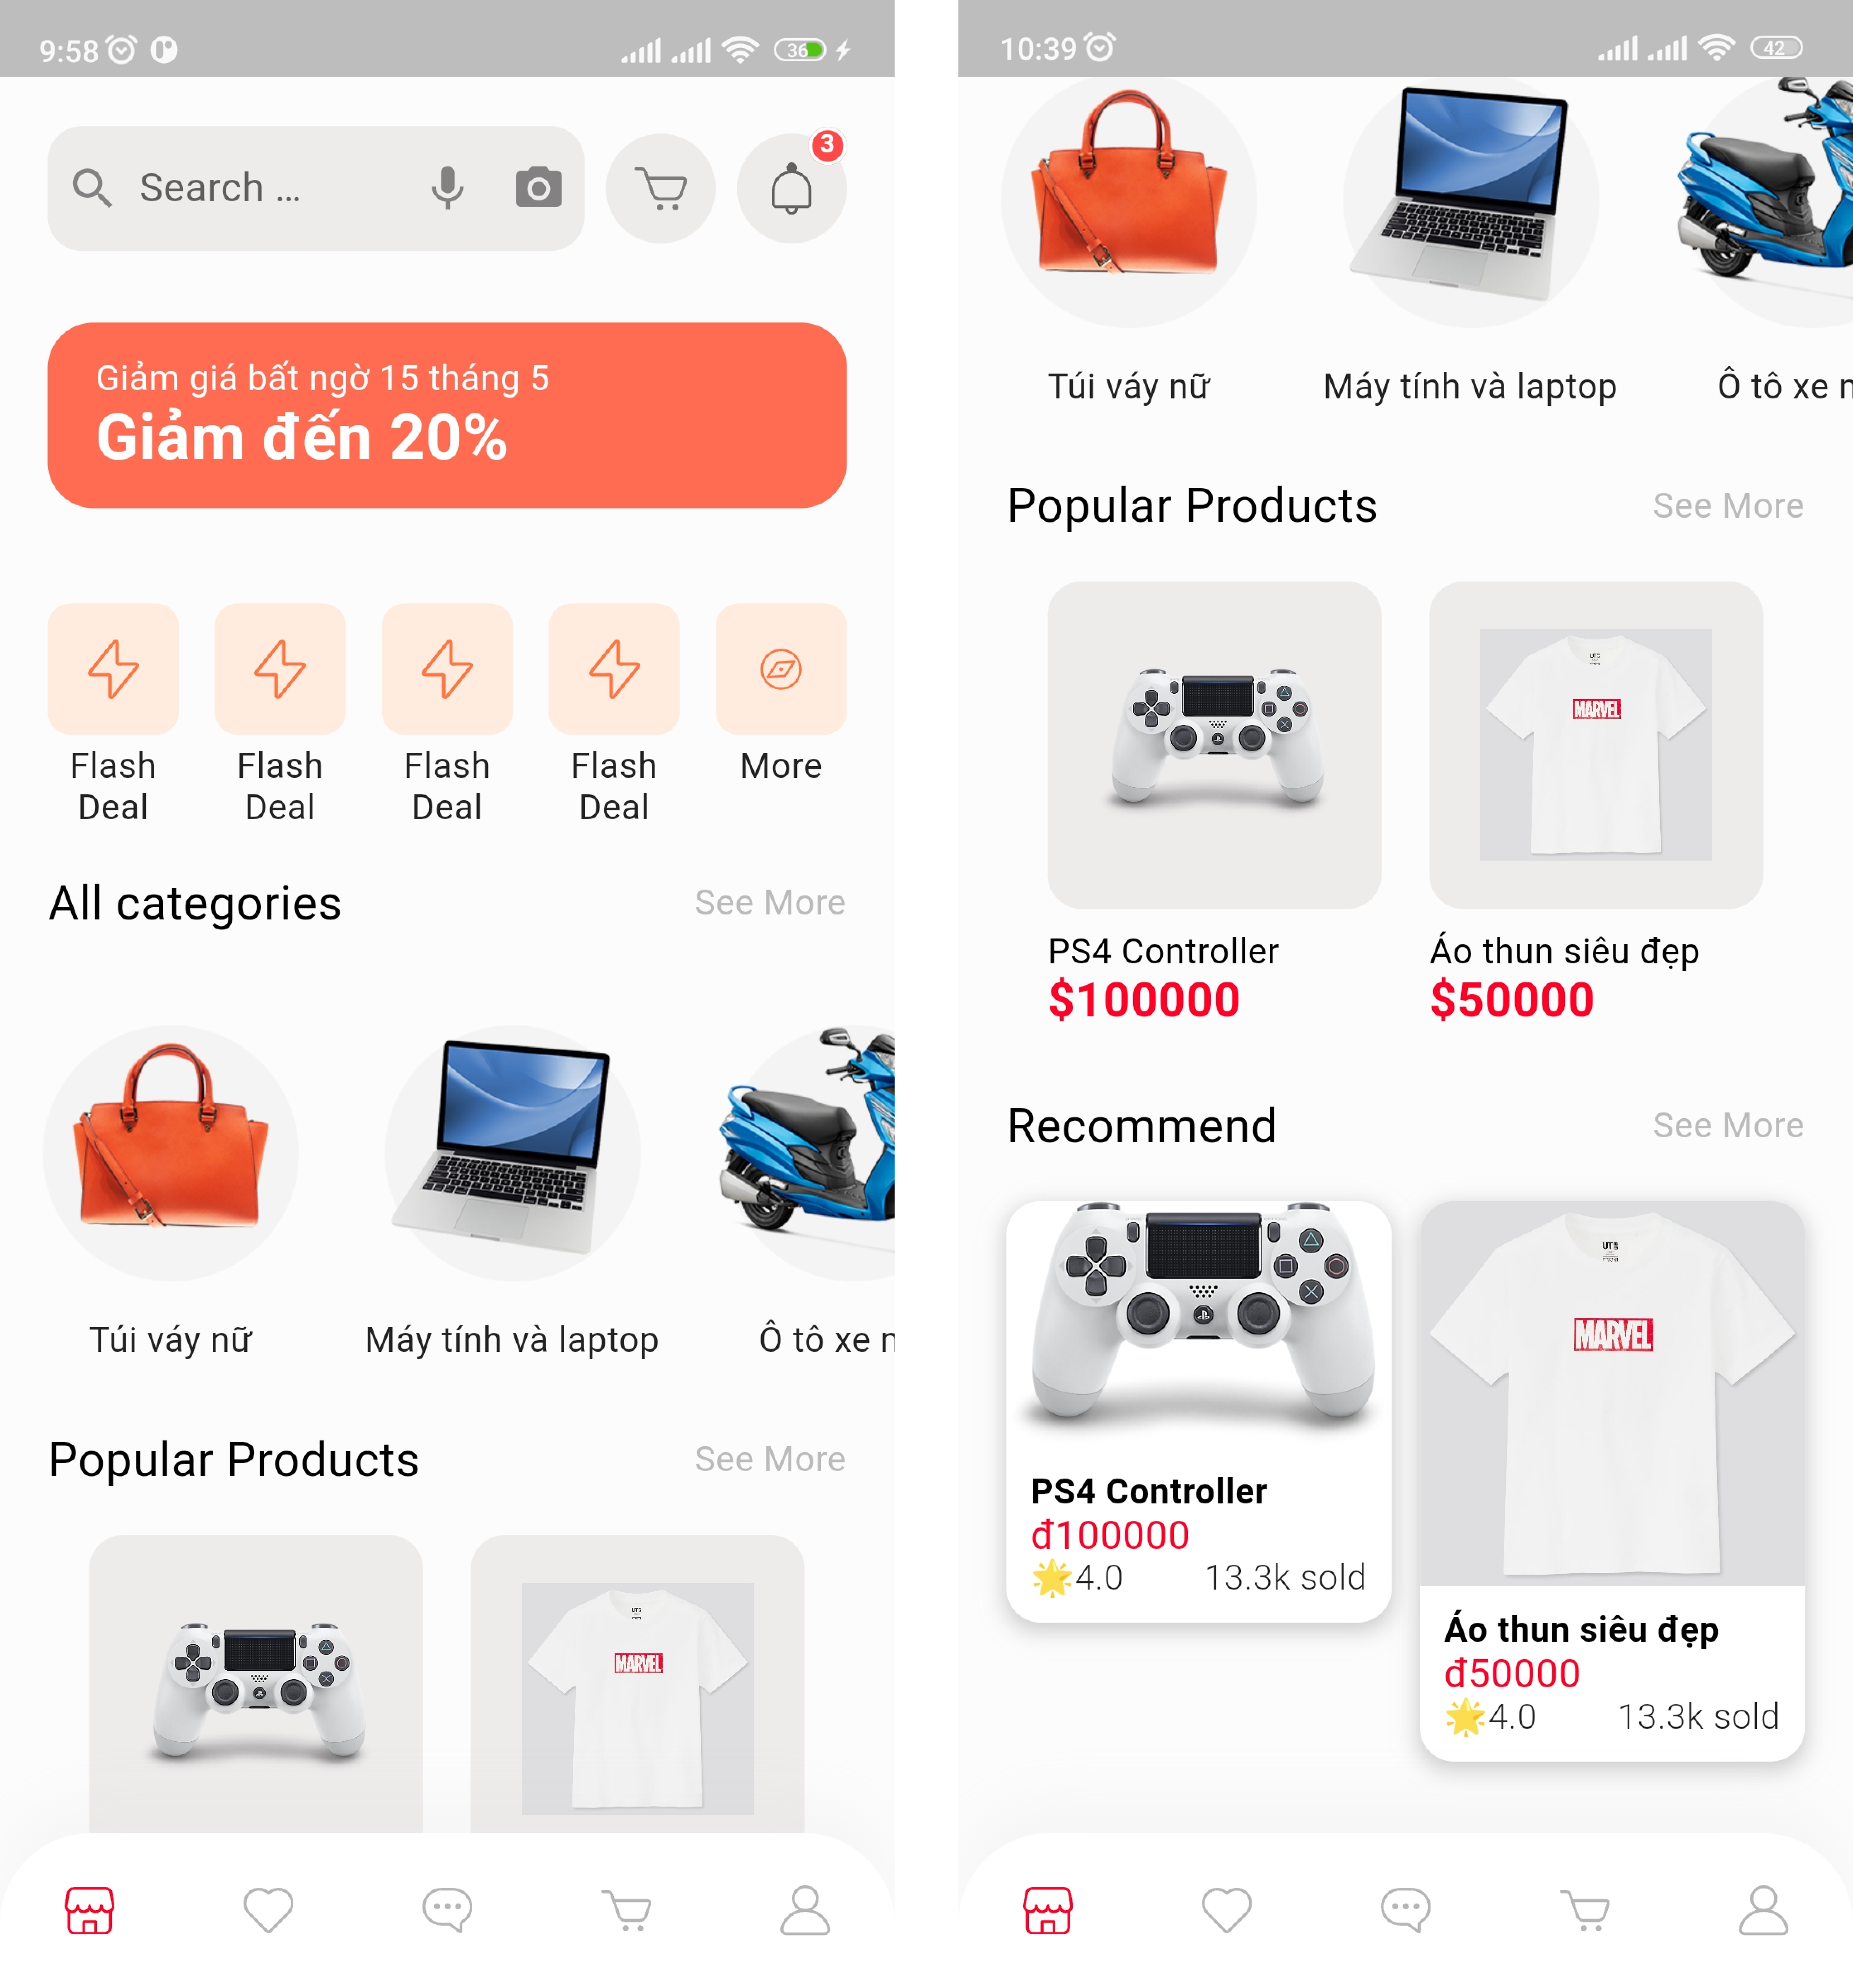 9:58
36
Search ...
3
Giảm giá bất ngờ 15 tháng 5
Giảm đến 20%
Flash Deal
Flash Deal
Flash Deal
Flash Deal
More
All categories
See More
Túi váy nữ
Máy tính và laptop
Ô tô xe
Popular Products
See More
MARVEL
10:39
42
Túi váy nữ
Máy tính và laptop
Ô tô xe
Popular Products
See More
MARVEL
PS4 Controller
$100000
Áo thun siêu đẹp
$50000
Recommend
See More
UT
MARVEL
PS4 Controller
đ100000
4.0
13.3k sold
Áo thun siêu đẹp
đ50000
4.0
13.3k sold